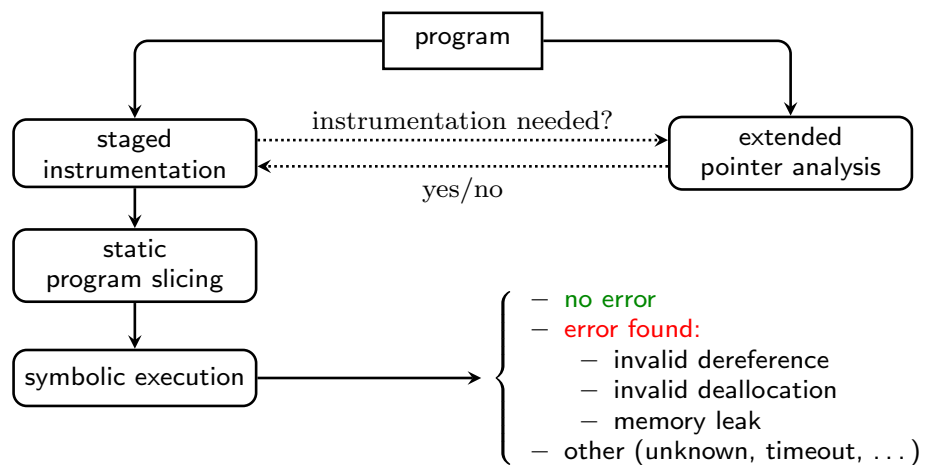 program
staged
instrumentation
instrumentation needed?
yes/no
extended
pointer analysis
static
program slicing
symbolic execution
– no error
– error found:
– invalid dereference
– invalid deallocation
– memory leak
– other (unknown, timeout, ...)